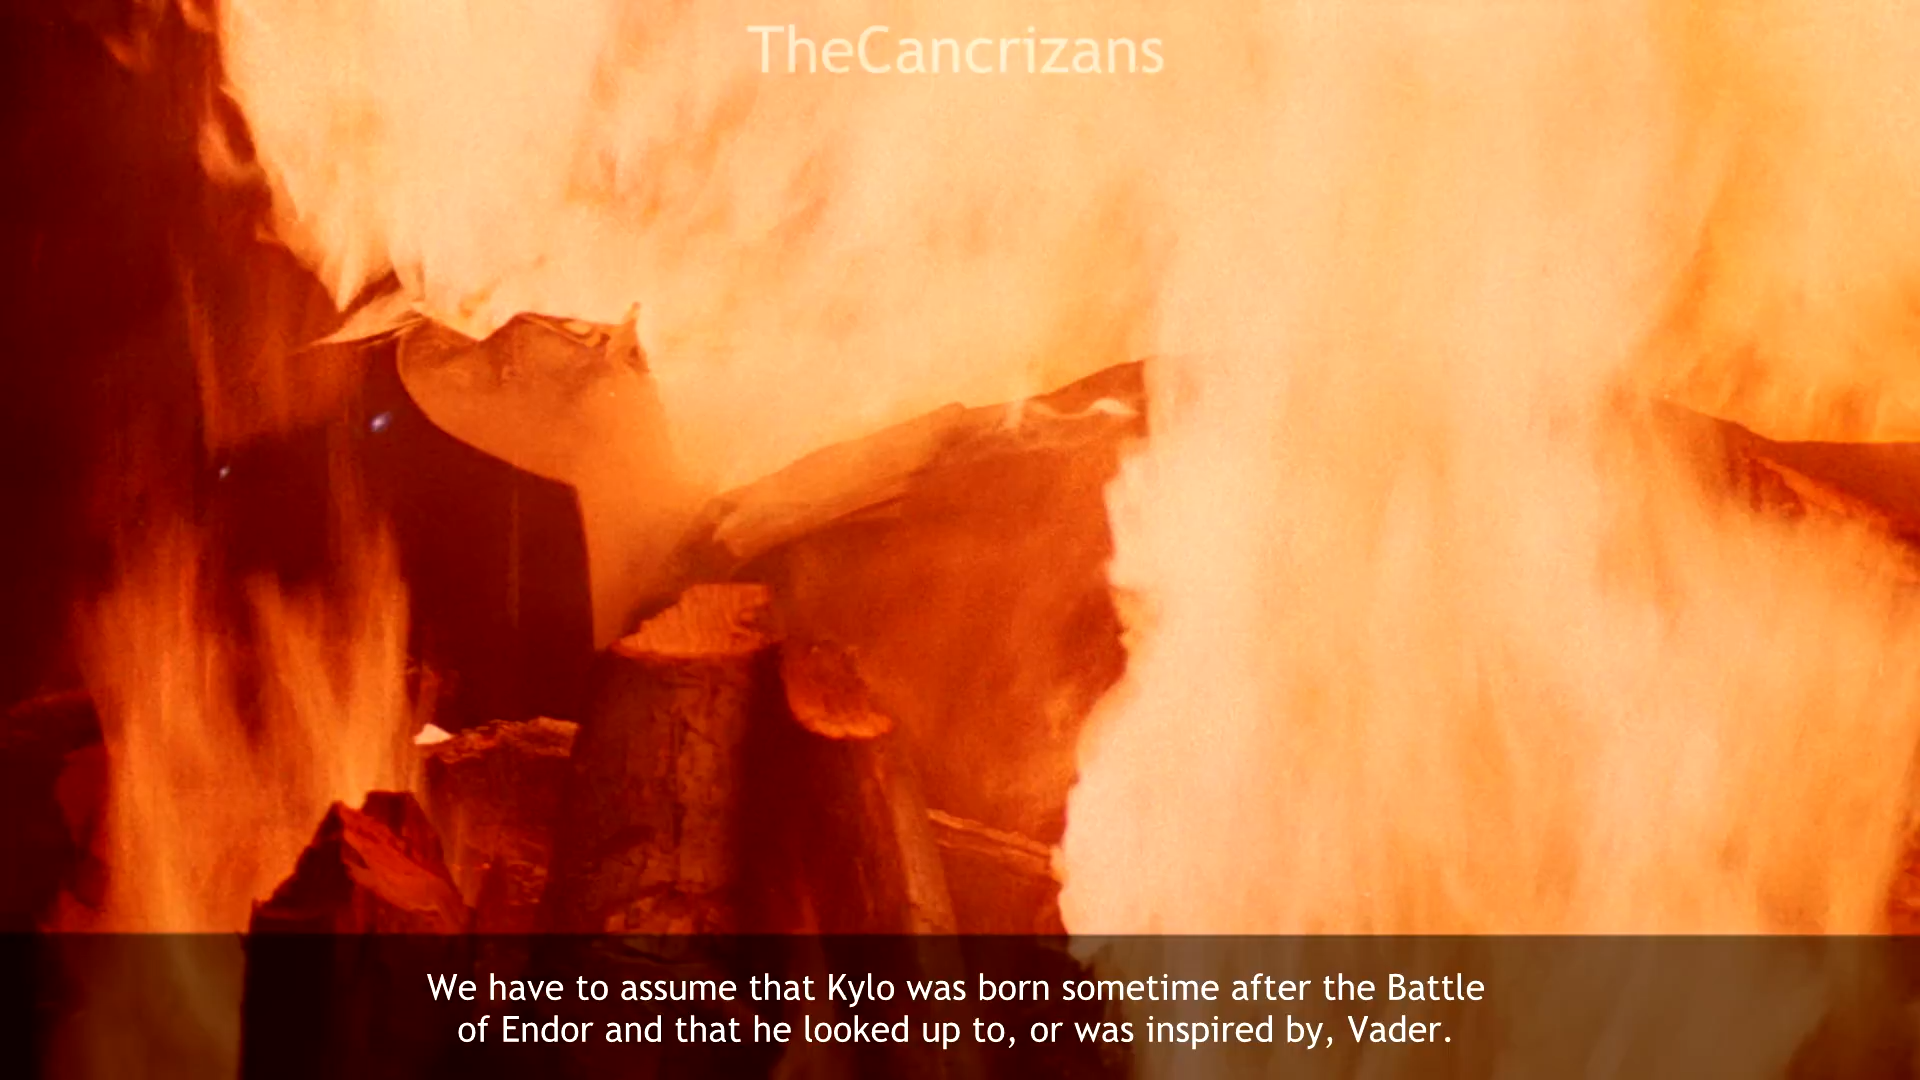 TheCancrizans
We have to assume that Kylo was born sometime after the Battle
of Endor and that he looked up to, or was inspired by, Vader.